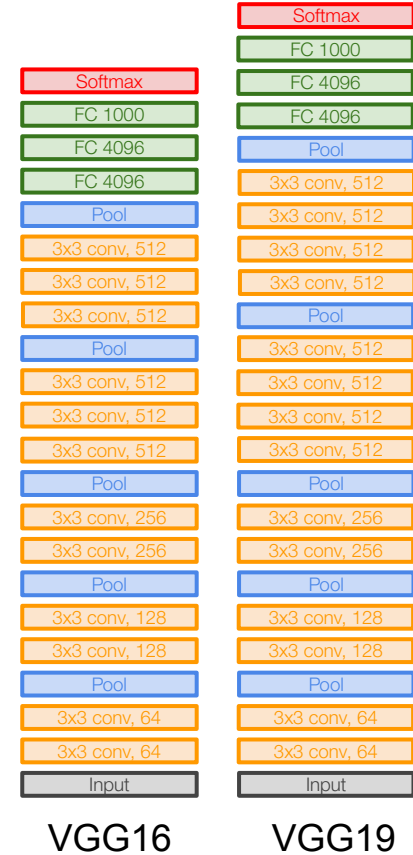 Softmax
FC 1000
FC 4096
FC 4096
Pool
3x3 conv, 512
3x3 conv, 512
3x3 conv, 512
Pool
3x3 conv, 512
3x3 conv, 512
3x3 conv, 512
Pool
3x3 conv, 256
3x3 conv, 256
Pool
3x3 conv, 128
3x3 conv, 128
Pool
3x3 conv, 64
3x3 conv, 64
Input
VGG16
Softmax
FC 1000
FC 4096
FC 4096
Pool
3x3 conv, 512
3x3 conv, 512
3x3 conv, 512
3x3 conv, 512
Pool
3x3 conv, 512
3x3 conv, 512
3x3 conv, 512
3x3 conv, 512
Pool
3x3 conv, 256
3x3 conv, 256
Pool
3x3 conv, 128
3x3 conv, 128
Pool
3x3 conv, 64
3x3 conv, 64
Input
VGG19